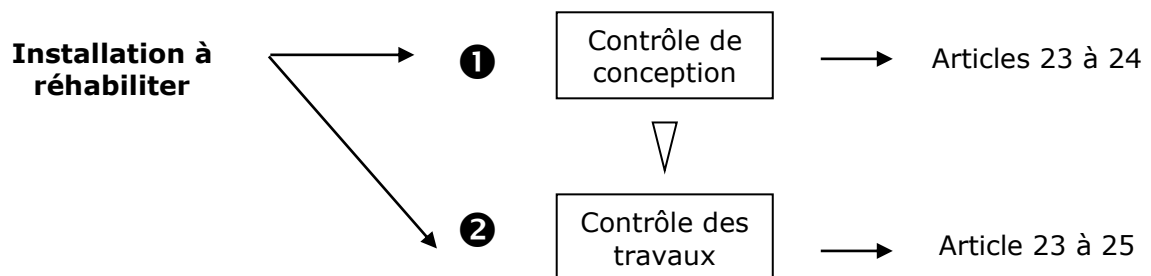 Installation à
réhabiliter
❶
Contrôle de
conception
Articles 23 à 24
❷
Contrôle des
travaux
Article 23 à 25